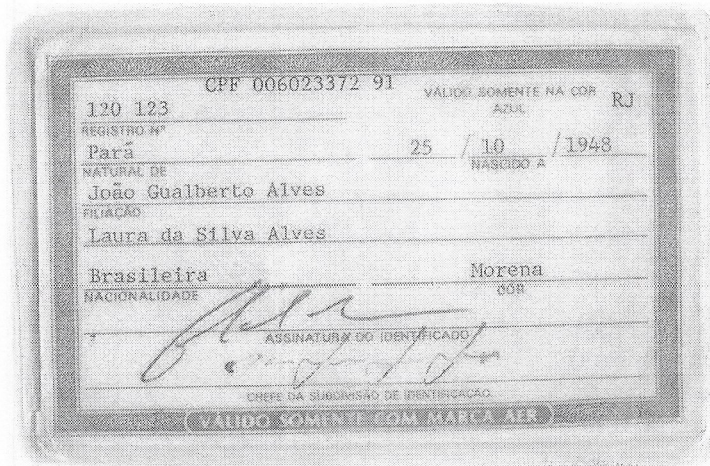 CPF 006023372 91
VÁLIDO SOMENTE NA COR
AZUL
RJ
120 123
REGISTRO Nº
Pará 25 / 10 / 1948
NATURAL DE NASCIDO A
João Gualberto Alves
FILIAÇÃO
Laura da Silva Alves
Brasileira Morena
NACIONALIDADE COR
ASSINATURA DO IDENTIFICADO
CHEFE DA SUBDIVISÃO DE IDENTIFICAÇÃO
VÁLIDO SOMENTE COM MARCA AER